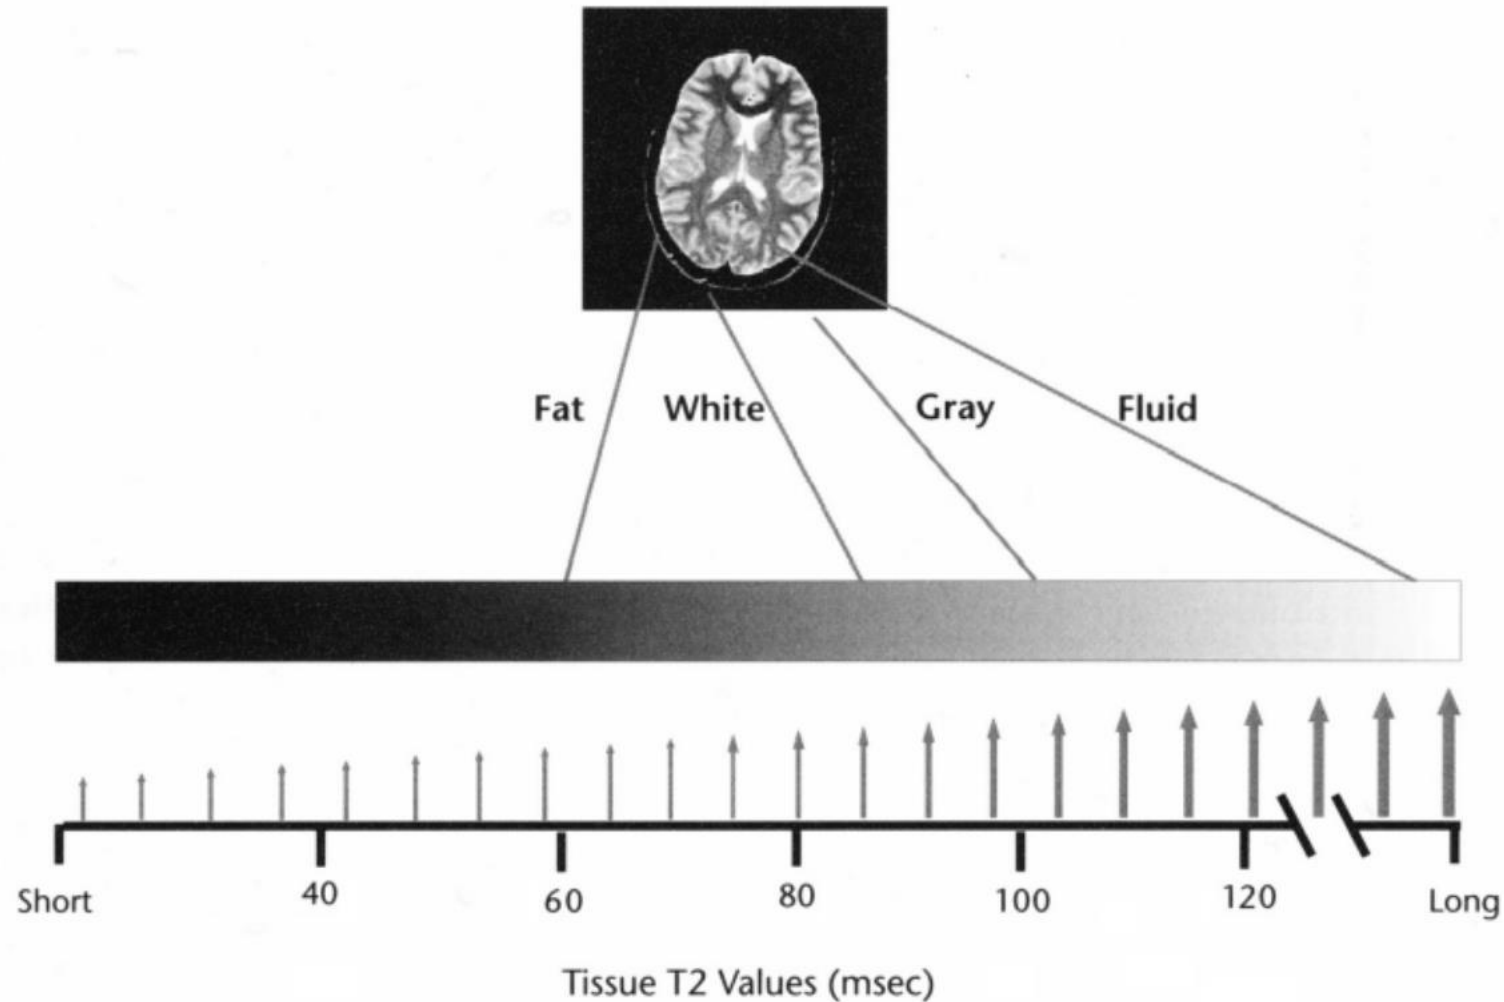 Fat White Gray Fluid
Short 40 60 80 100 120 Long
Tissue T2 Values (msec)